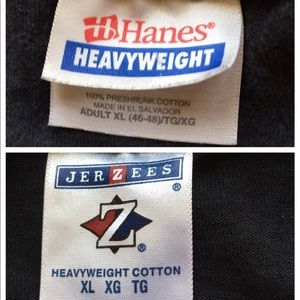 Hanes®
HEAVYWEIGHT
100% PRESHRUNK COTTON
MADE IN EL SALVADOR
ADULT XL (46-48)/TG/XG
JERZEES®
Z®
HEAVYWEIGHT COTTON
XL XG TG